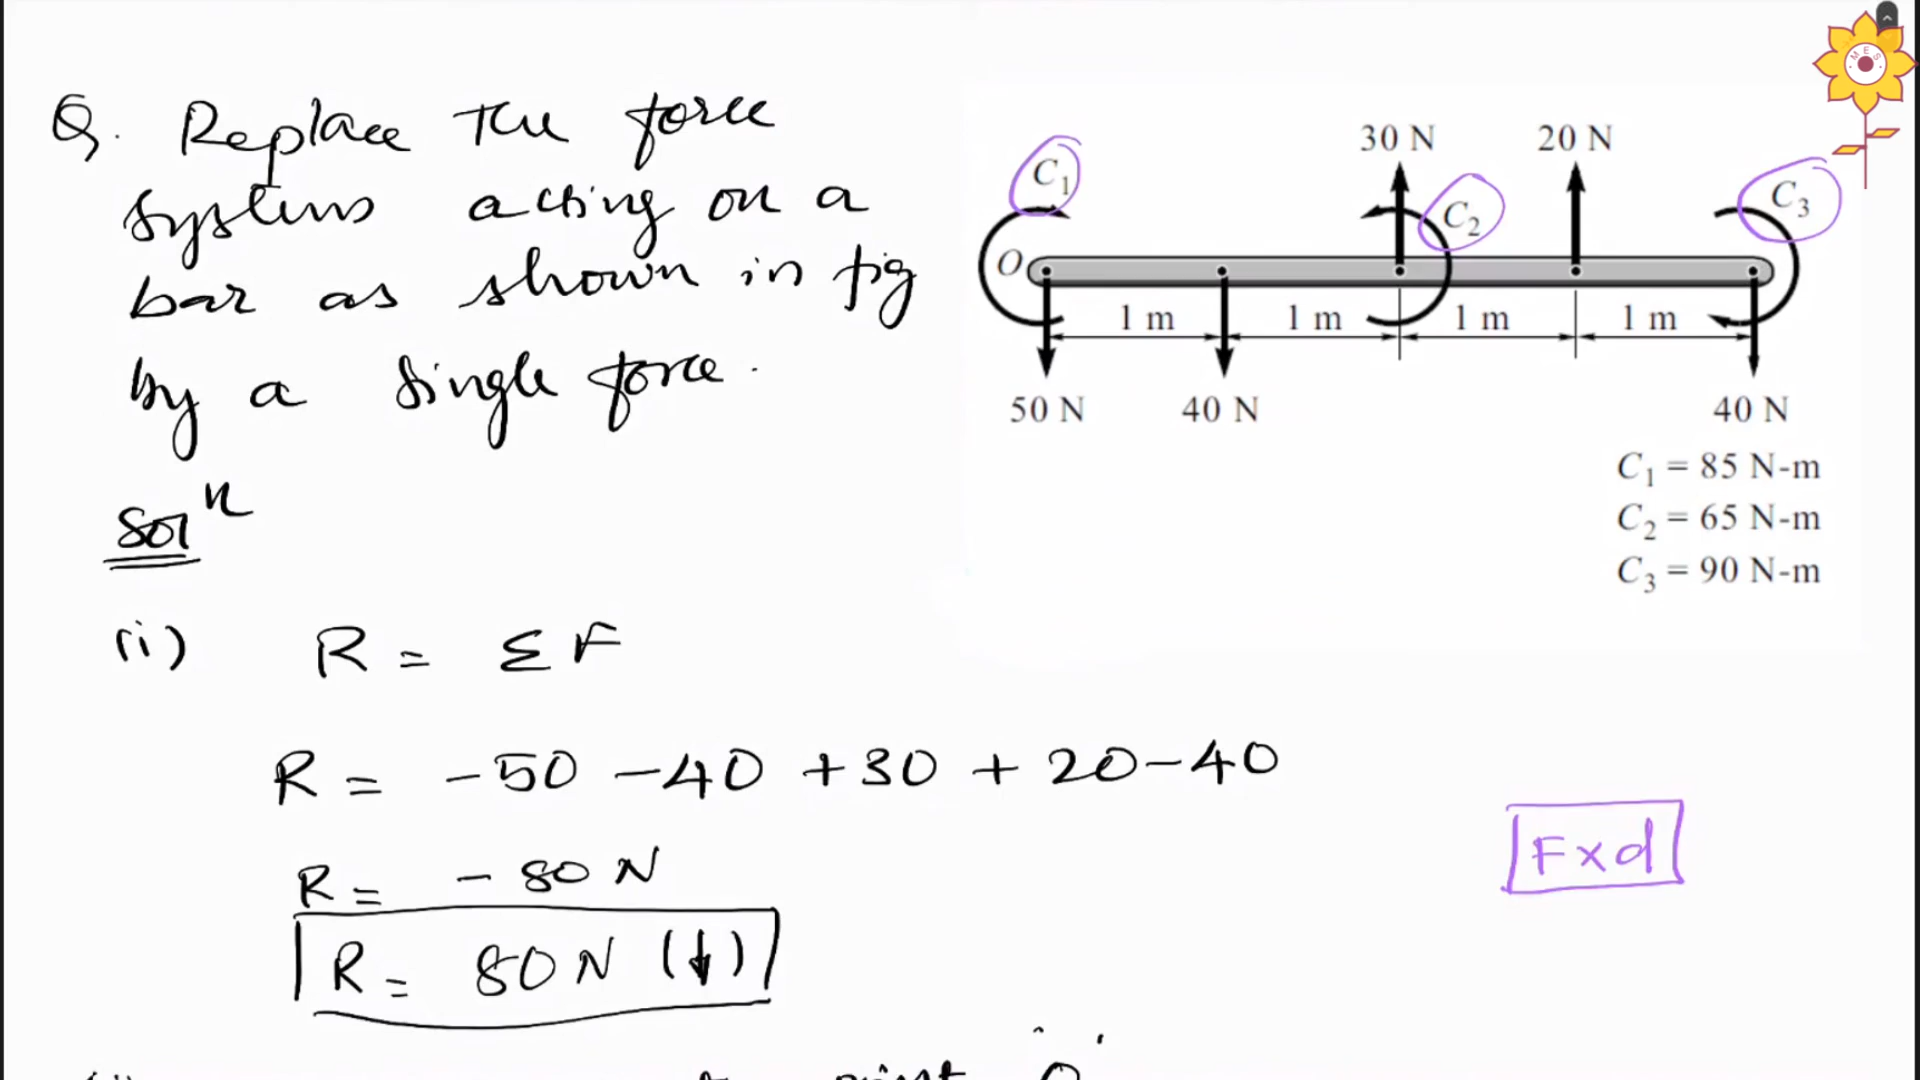 Q. Replace the force
systems acting on a
bar as shown in fig
by a single force.
Solⁿ
(i) R = ΣF
R = -50 -40 +30 + 20-40
R = - 80 N
R = 80 N (↓)
point 'O'
C₁
30 N
20 N
C₂
C₃
O
1 m 1 m 1 m 1 m
50 N 40 N 40 N
C₁ = 85 N-m
C₂ = 65 N-m
C₃ = 90 N-m
F x d
M E S